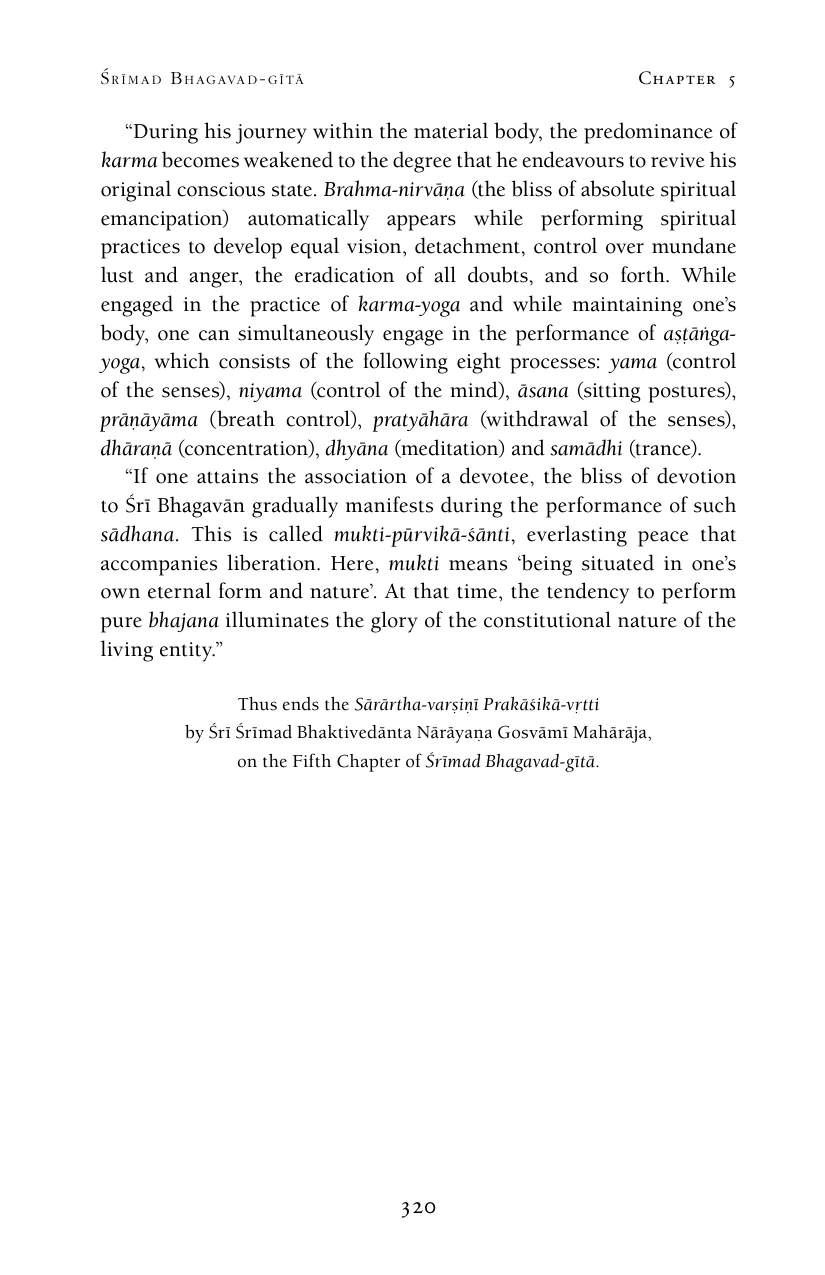 Śrīmad Bhagavad-gītā
Chapter 5
“During his journey within the material body, the predominance of
karma becomes weakened to the degree that he endeavours to revive his
original conscious state. Brahma-nirvāṇa (the bliss of absolute spiritual
emancipation) automatically appears while performing spiritual
practices to develop equal vision, detachment, control over mundane
lust and anger, the eradication of all doubts, and so forth. While
engaged in the practice of karma-yoga and while maintaining one’s
body, one can simultaneously engage in the performance of aṣṭāṅga-
yoga, which consists of the following eight processes: yama (control
of the senses), niyama (control of the mind), āsana (sitting postures),
prāṇāyāma (breath control), pratyāhāra (withdrawal of the senses),
dhāraṇā (concentration), dhyāna (meditation) and samādhi (trance).
“If one attains the association of a devotee, the bliss of devotion
to Śrī Bhagavān gradually manifests during the performance of such
sādhana. This is called mukti-pūrvikā-śānti, everlasting peace that
accompanies liberation. Here, mukti means ‘being situated in one’s
own eternal form and nature’. At that time, the tendency to perform
pure bhajana illuminates the glory of the constitutional nature of the
living entity.”
Thus ends the Sārārtha-varṣiṇī Prakāśikā-vṛtti
by Śrī Śrīmad Bhaktivedānta Nārāyaṇa Gosvāmī Mahārāja,
on the Fifth Chapter of Śrīmad Bhagavad-gītā.
320